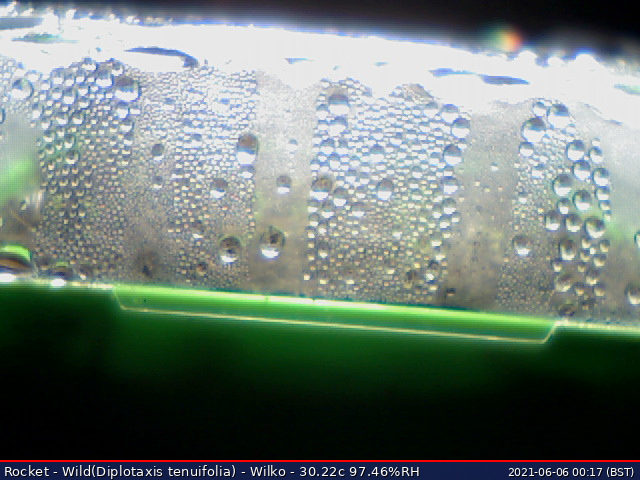 Rocket - Wild(Diplotaxis tenuifolia) - Wilko - 30.22c 97.46%RH 2021-06-06 00:17 (BST)